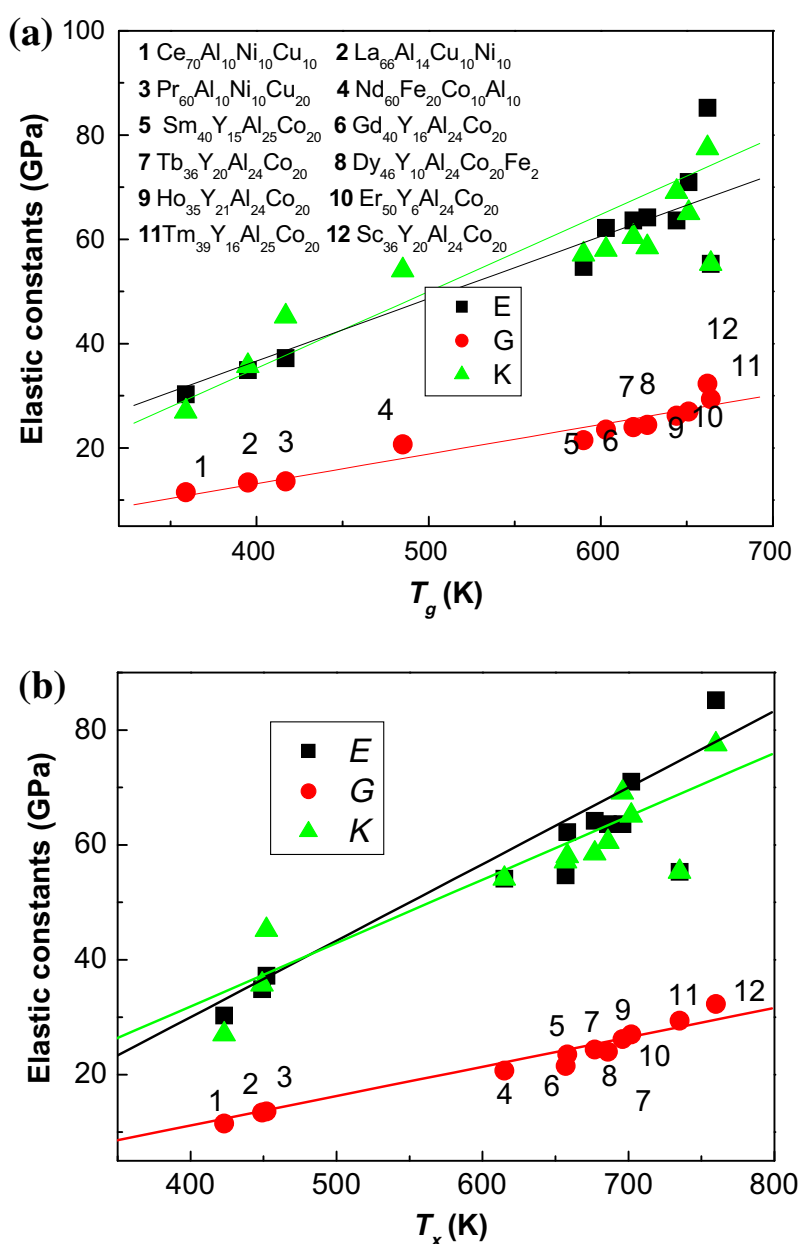 (a)
100
80
60
40
20
Elastic constants (GPa)
1 Ce70Al10Ni10Cu10 2 La66Al14Cu10Ni10
3 Pr60Al10Ni10Cu20 4 Nd60Fe20Co10Al10
5 Sm40Y15Al25Co20 6 Gd40Y16Al24Co20
7 Tb36Y20Al24Co20 8 Dy46Y10Al24Co20Fe2
9 Ho35Y21Al24Co20 10 Er50Y6Al24Co20
11Tm39Y16Al25Co20 12 Sc36Y20Al24Co20
E
G
K
1 2 3 4 5 6 7 8 9 10 11 12
400 500 600 700
Tg (K)
(b)
80
60
40
20
Elastic constants (GPa)
E
G
K
1 2 3 4 5 6 7 8 9 10 7 11 12
400 500 600 700 800
Tx (K)